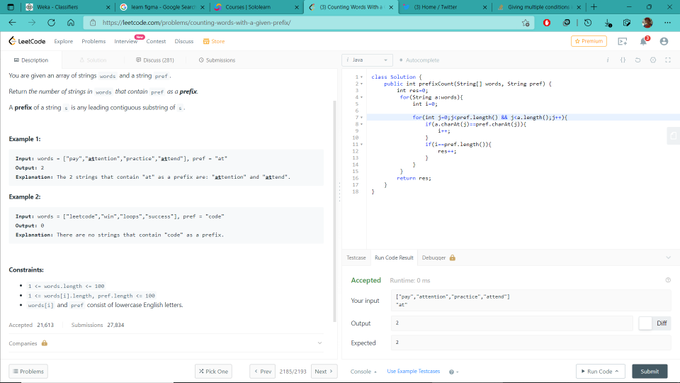 Weka - Classifiers
learn figma - Google Sear
Courses | Sololearn
(3) Counting Words With a
(3) Home / Twitter
Giving multiple conditions
https://leetcode.com/problems/counting-words-with-a-given-prefix/
LeetCode Explore Problems Interview New Contest Discuss Store
Premium 2
Description Solution Discuss (281) Submissions
Java Autocomplete
You are given an array of strings words and a string pref.
Return the number of strings in words that contain pref as a prefix.
A prefix of a string s is any leading contiguous substring of s.
Example 1:
Input: words = ["pay","attention","practice","attend"], pref = "at"
Output: 2
Explanation: The 2 strings that contain "at" as a prefix are: "attention" and "attend".
Example 2:
Input: words = ["leetcode","win","loops","success"], pref = "code"
Output: 0
Explanation: There are no strings that contain "code" as a prefix.
Constraints:
1 <= words.length <= 100
1 <= words[i].length, pref.length <= 100
words[i] and pref consist of lowercase English letters.
Accepted 21,613 Submissions 27,834
Companies
Problems Pick One Prev 2185/2193 Next
1 class Solution {
2 public int prefixCount(String[] words, String pref) {
3 int res=0;
4 for(String a:words){
5 int i=0;
6
7 for(int j=0;j<pref.length() && j<a.length();j++){
8 if(a.charAt(j)==pref.charAt(j)){
9 i++;
10 }
11 if(i==pref.length()){
12 res++;
13 }
14 }
15 }
16 return res;
17 }
18 }
Testcase Run Code Result Debugger
Accepted Runtime: 0 ms
Your input
["pay","attention","practice","attend"]
"at"
Output 2 Diff
Expected 2
Console Use Example Testcases Run Code Submit